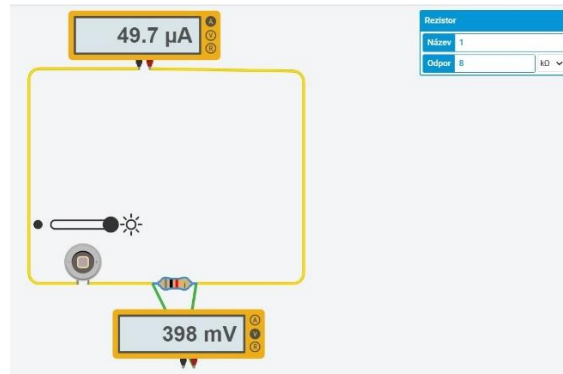 49.7 µA
A
V
R
Rezistor
Název 1
Odpor 8 kΩ
398 mV
A
V
R